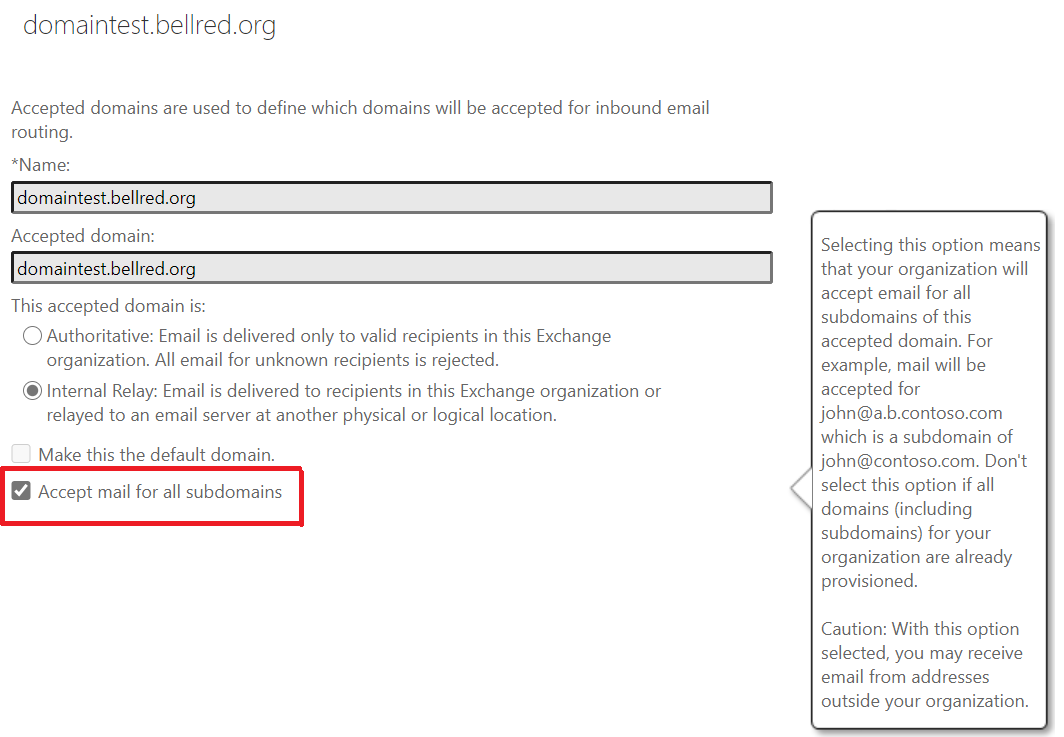 domaintest.bellred.org
Accepted domains are used to define which domains will be accepted for inbound email
routing.
*Name:
domaintest.bellred.org
Accepted domain:
domaintest.bellred.org
This accepted domain is:
Authoritative: Email is delivered only to valid recipients in this Exchange
organization. All email for unknown recipients is rejected.
Internal Relay: Email is delivered to recipients in this Exchange organization or
relayed to an email server at another physical or logical location.
Make this the default domain.
Accept mail for all subdomains
Selecting this option means
that your organization will
accept email for all
subdomains of this
accepted domain. For
example, mail will be
accepted for
john@a.b.contoso.com
which is a subdomain of
john@contoso.com. Don't
select this option if all
domains (including
subdomains) for your
organization are already
provisioned.
Caution: With this option
selected, you may receive
email from addresses
outside your organization.